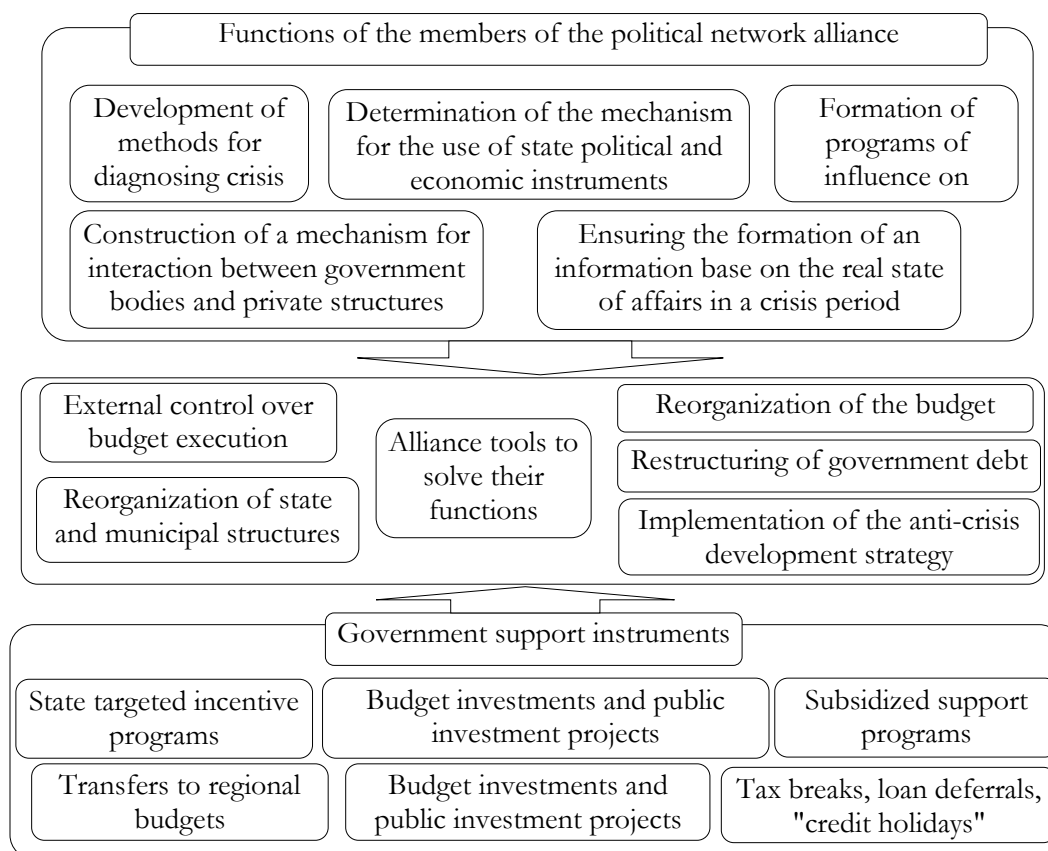 Functions of the members of the political network alliance
Development of
methods for
diagnosing crisis
Determination of the mechanism
for the use of state political and
economic instruments
Formation of
programs of
influence on
Construction of a mechanism for
interaction between government
bodies and private structures
Ensuring the formation of an
information base on the real state
of affairs in a crisis period
External control over
budget execution
Reorganization of state
and municipal structures
Alliance tools to
solve their
functions
Reorganization of the budget
Restructuring of government debt
Implementation of the anti-crisis
development strategy
Government support instruments
State targeted incentive
programs
Budget investments and public
investment projects
Subsidized support
programs
Transfers to regional
budgets
Budget investments and
public investment projects
Tax breaks, loan deferrals,
"credit holidays"